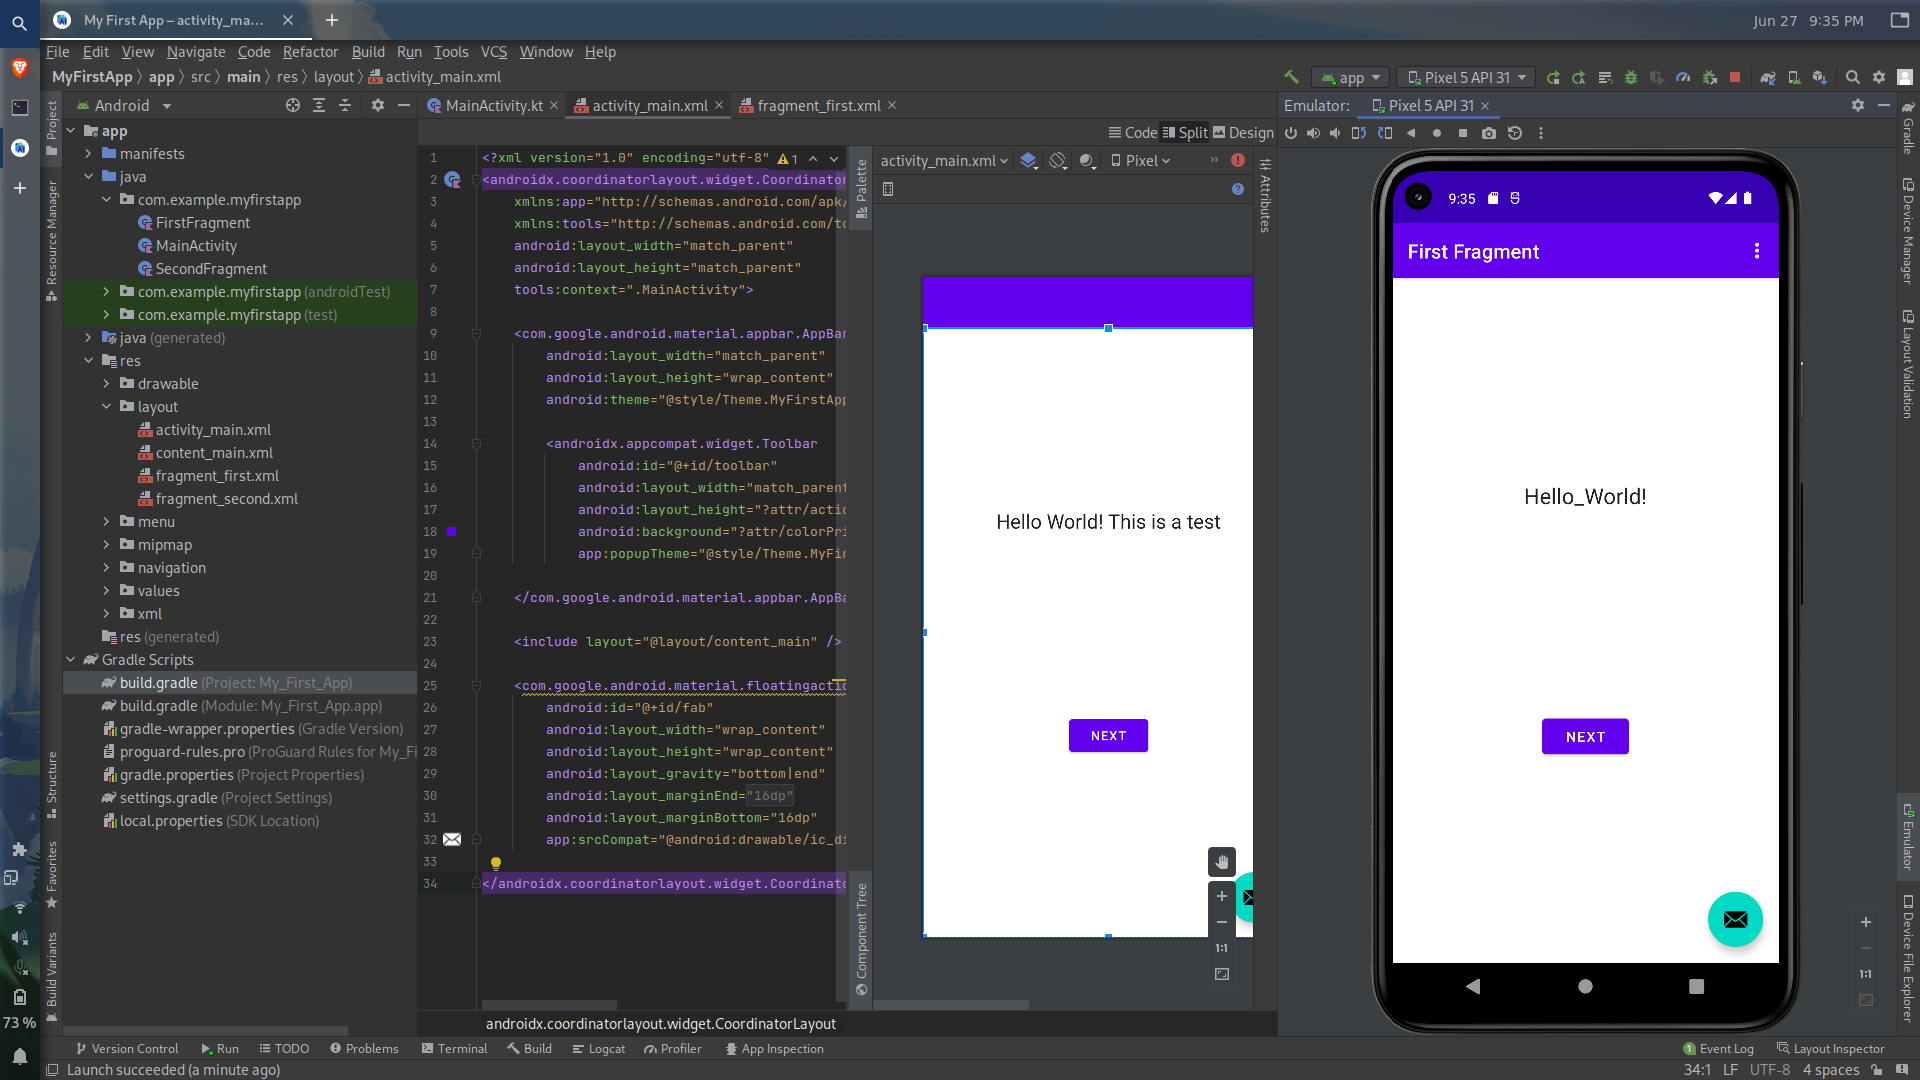 My First App – activity_ma...
Jun 27 9:35 PM
File Edit View Navigate Code Refactor Build Run Tools VCS Window Help
MyFirstApp app src main res layout activity_main.xml
app
Pixel 5 API 31
Android
MainActivity.kt activity_main.xml fragment_first.xml
Emulator: Pixel 5 API 31
Code Split Design
Project
Resource Manager
Structure
Favorites
Build Variants
app
manifests
java
com.example.myfirstapp
FirstFragment
MainActivity
SecondFragment
com.example.myfirstapp (androidTest)
com.example.myfirstapp (test)
java (generated)
res
drawable
layout
activity_main.xml
content_main.xml
fragment_first.xml
fragment_second.xml
menu
mipmap
navigation
values
xml
res (generated)
Gradle Scripts
build.gradle (Project: My_First_App)
build.gradle (Module: My_First_App.app)
gradle-wrapper.properties (Gradle Version)
proguard-rules.pro (ProGuard Rules for My_Fi
gradle.properties (Project Properties)
settings.gradle (Project Settings)
local.properties (SDK Location)
73 %
1 <?xml version="1.0" encoding="utf-8" 1
2 <androidx.coordinatorlayout.widget.Coordinator
3 xmlns:app="http://schemas.android.com/apk/
4 xmlns:tools="http://schemas.android.com/to
5 android:layout_width="match_parent"
6 android:layout_height="match_parent"
7 tools:context=".MainActivity">
8
9 <com.google.android.material.appbar.AppBar
10 android:layout_width="match_parent"
11 android:layout_height="wrap_content"
12 android:theme="@style/Theme.MyFirstApp
13
14 <androidx.appcompat.widget.Toolbar
15 android:id="@+id/toolbar"
16 android:layout_width="match_parent
17 android:layout_height="?attr/actio
18 android:background="?attr/colorPri
19 app:popupTheme="@style/Theme.MyFir
20
21 </com.google.android.material.appbar.AppBa
22
23 <include layout="@layout/content_main" />
24
25 <com.google.android.material.floatingactio
26 android:id="@+id/fab"
27 android:layout_width="wrap_content"
28 android:layout_height="wrap_content"
29 android:layout_gravity="bottom|end"
30 android:layout_marginEnd="16dp"
31 android:layout_marginBottom="16dp"
32 app:srcCompat="@android:drawable/ic_di
33
34 </androidx.coordinatorlayout.widget.Coordinato
androidx.coordinatorlayout.widget.CoordinatorLayout
Palette
Component Tree
activity_main.xml
Pixel
Attributes
Hello World! This is a test
NEXT
1:1
9:35
First Fragment
Hello_World!
NEXT
1:1
Gradle
Device Manager
Layout Validation
Emulator
Device File Explorer
Version Control Run TODO Problems Terminal Build Logcat Profiler App Inspection
1 Event Log Layout Inspector
Launch succeeded (a minute ago)
34:1 LF UTF-8 4 spaces